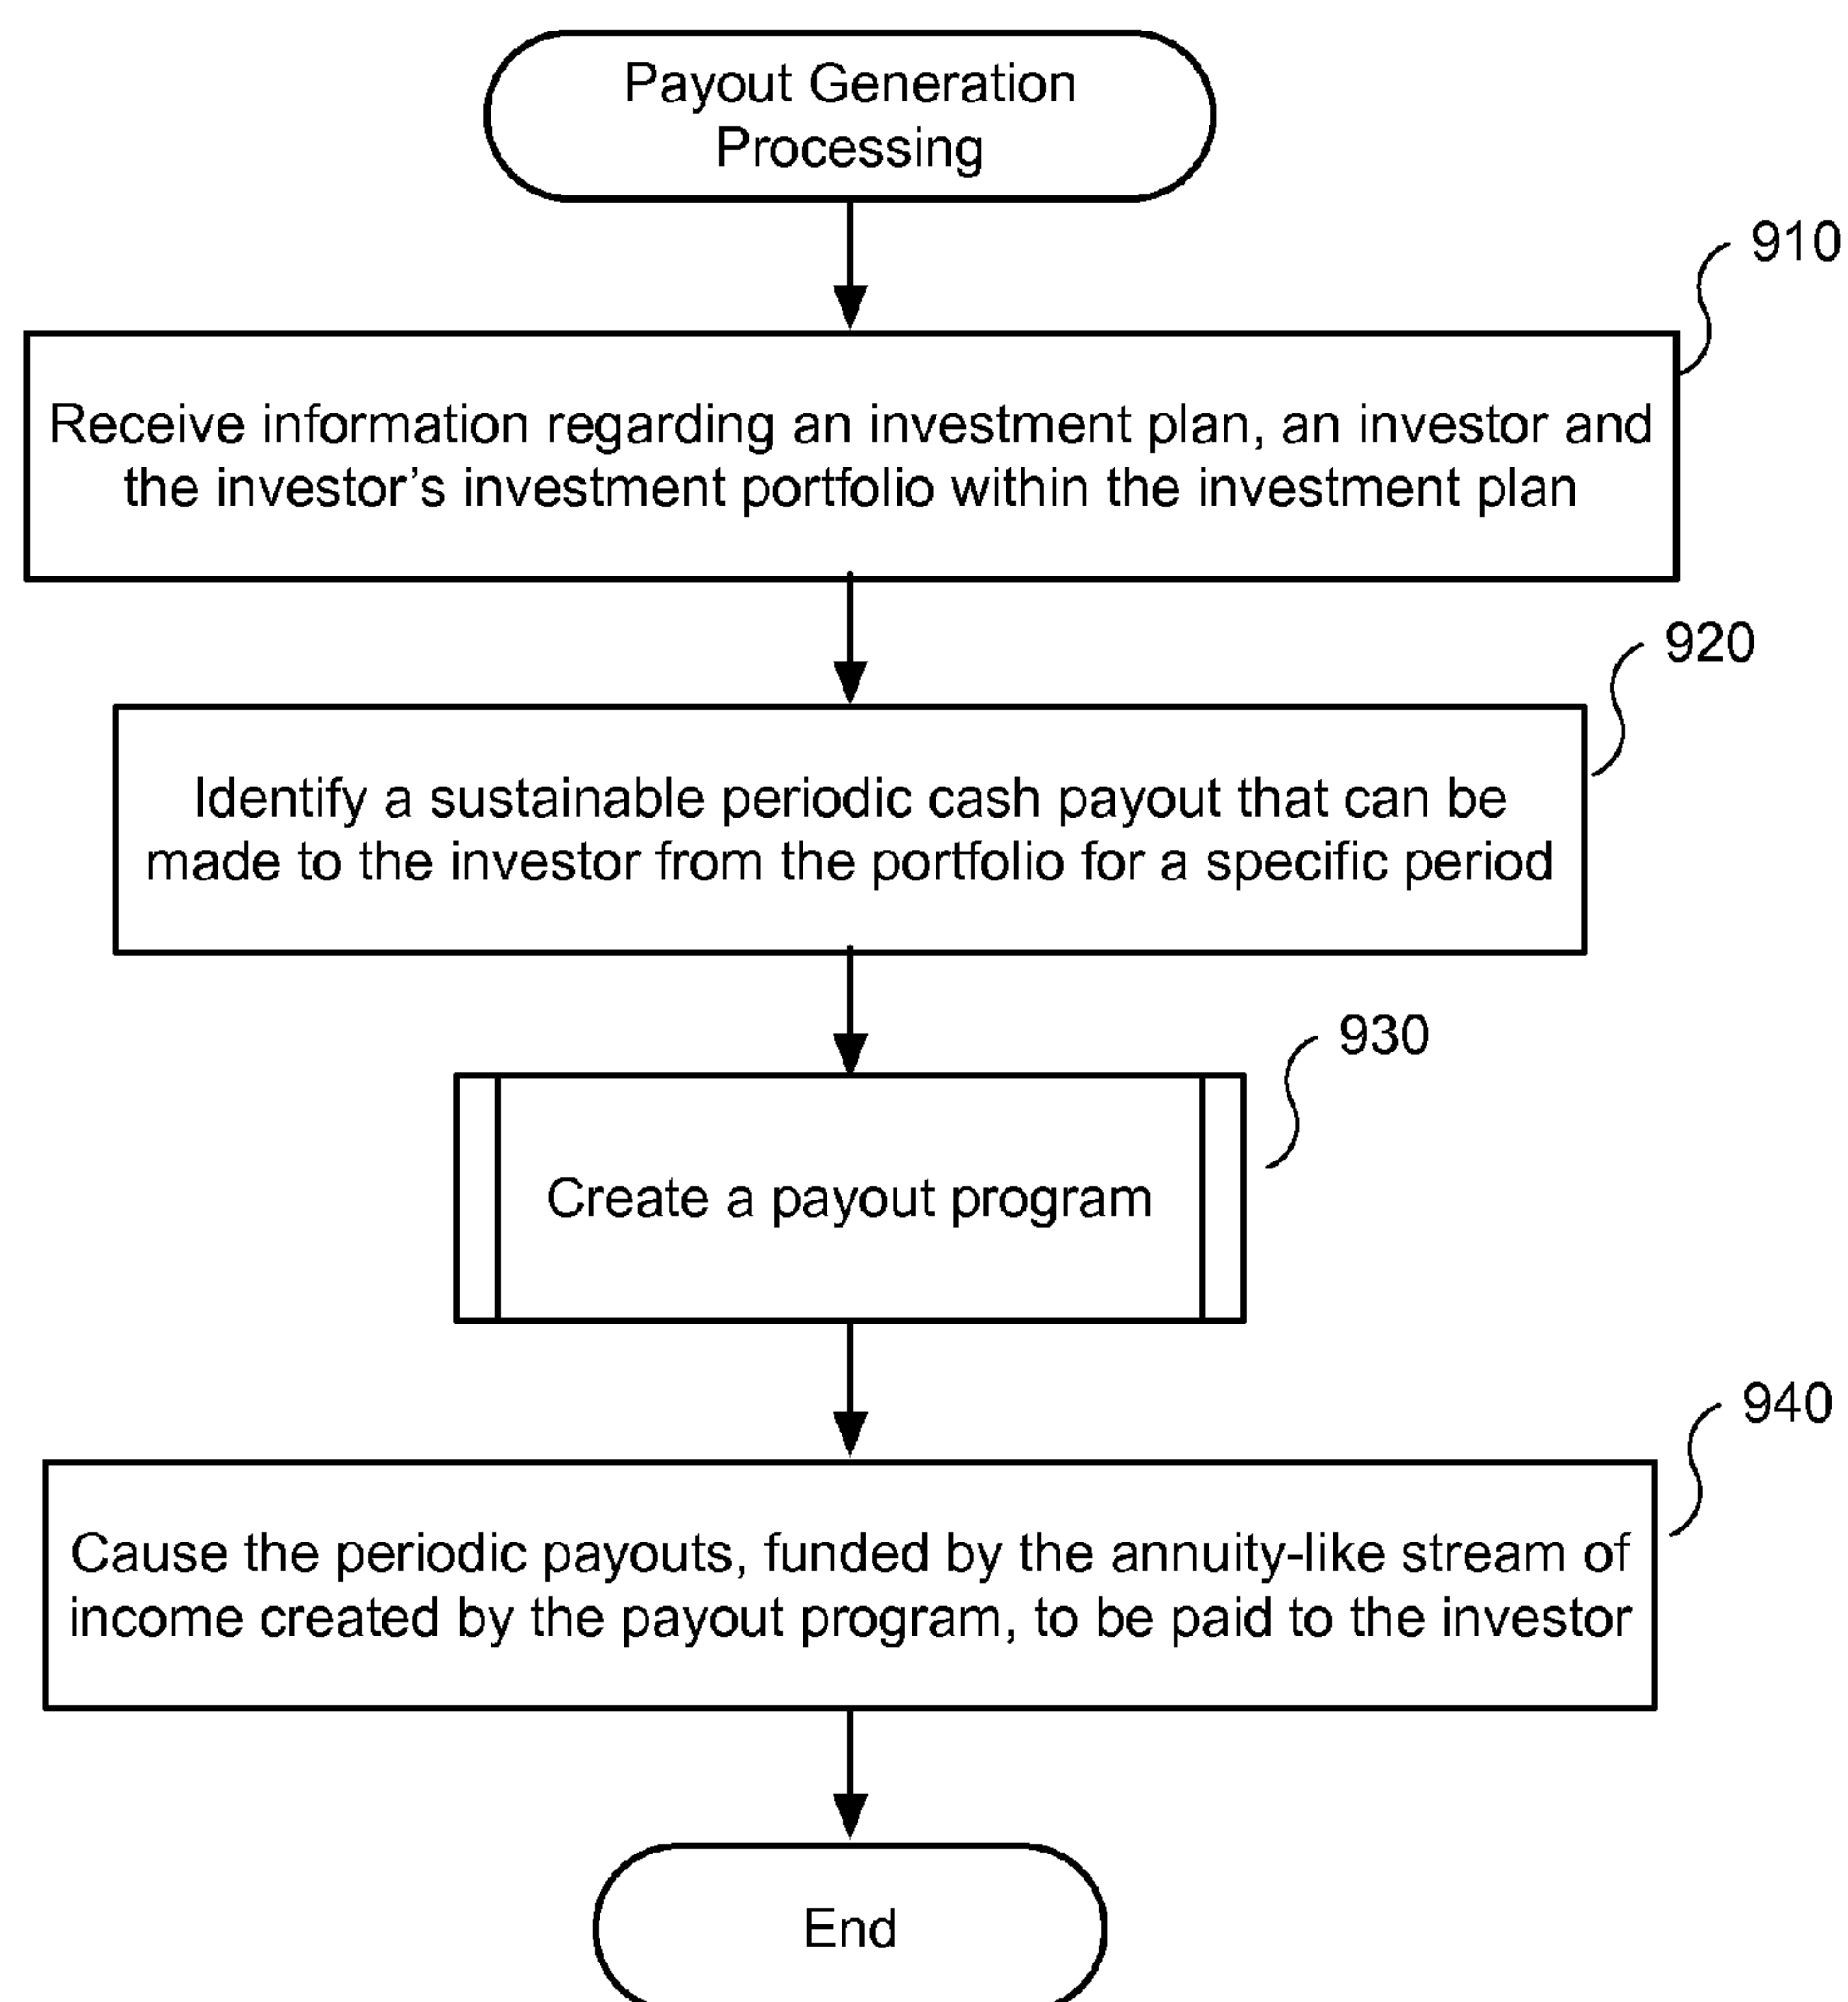 Payout Generation
Processing
910
Receive information regarding an investment plan, an investor and
the investor’s investment portfolio within the investment plan
920
Identify a sustainable periodic cash payout that can be
made to the investor from the portfolio for a specific period
930
Create a payout program
940
Cause the periodic payouts, funded by the annuity-like stream of
income created by the payout program, to be paid to the investor
End